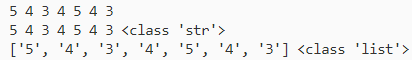 5 4 3 4 5 4 3
5 4 3 4 5 4 3 <class 'str'>
['5', '4', '3', '4', '5', '4', '3'] <class 'list'>